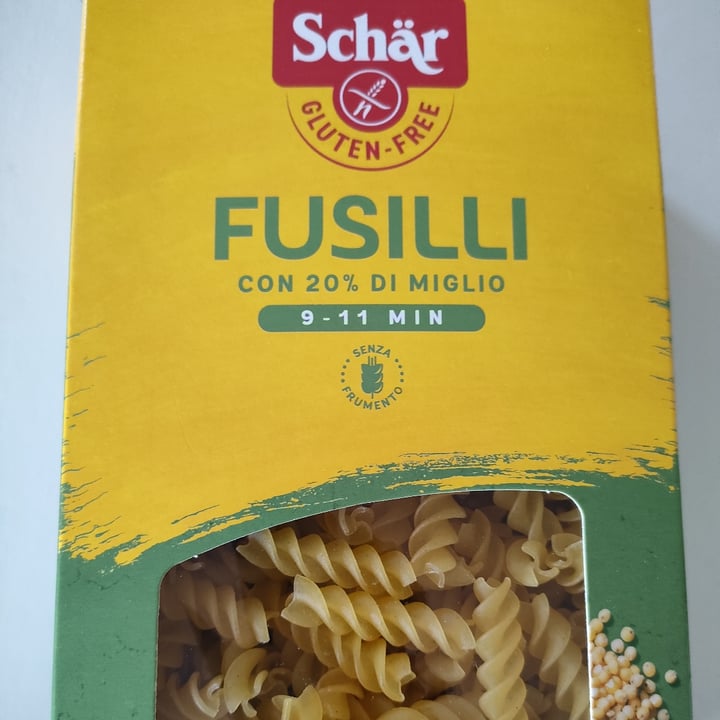 Schär
GLUTEN-FREE
FUSILLI
CON 20% DI MIGLIO
9-11 MIN
SENZA
FRUMENTO